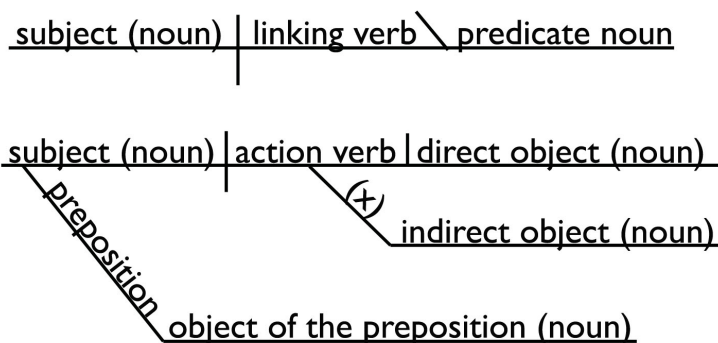 subject (noun) linking verb predicate noun
subject (noun) action verb direct object (noun)
preposition
(x)
indirect object (noun)
object of the preposition (noun)